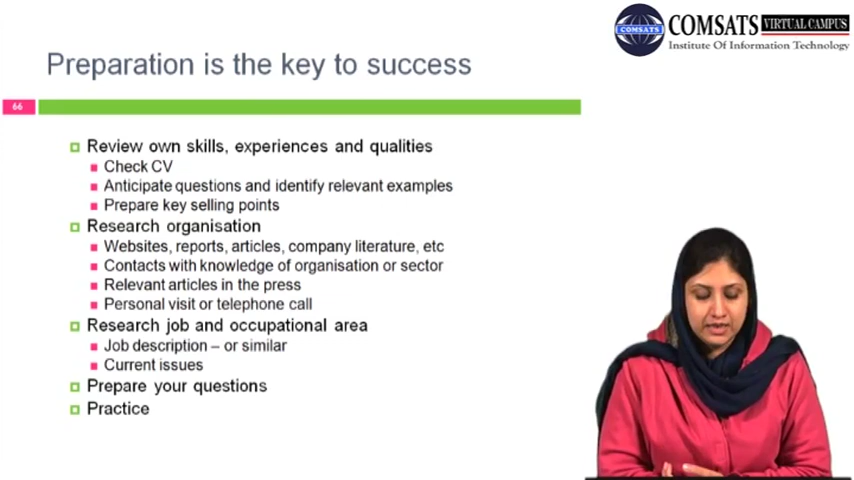 COMSATS VIRTUAL CAMPUS
Institute Of Information Technology
COMSATS
Preparation is the key to success
66
Review own skills, experiences and qualities
Check CV
Anticipate questions and identify relevant examples
Prepare key selling points
Research organisation
Websites, reports, articles, company literature, etc
Contacts with knowledge of organisation or sector
Relevant articles in the press
Personal visit or telephone call
Research job and occupational area
Job description – or similar
Current issues
Prepare your questions
Practice